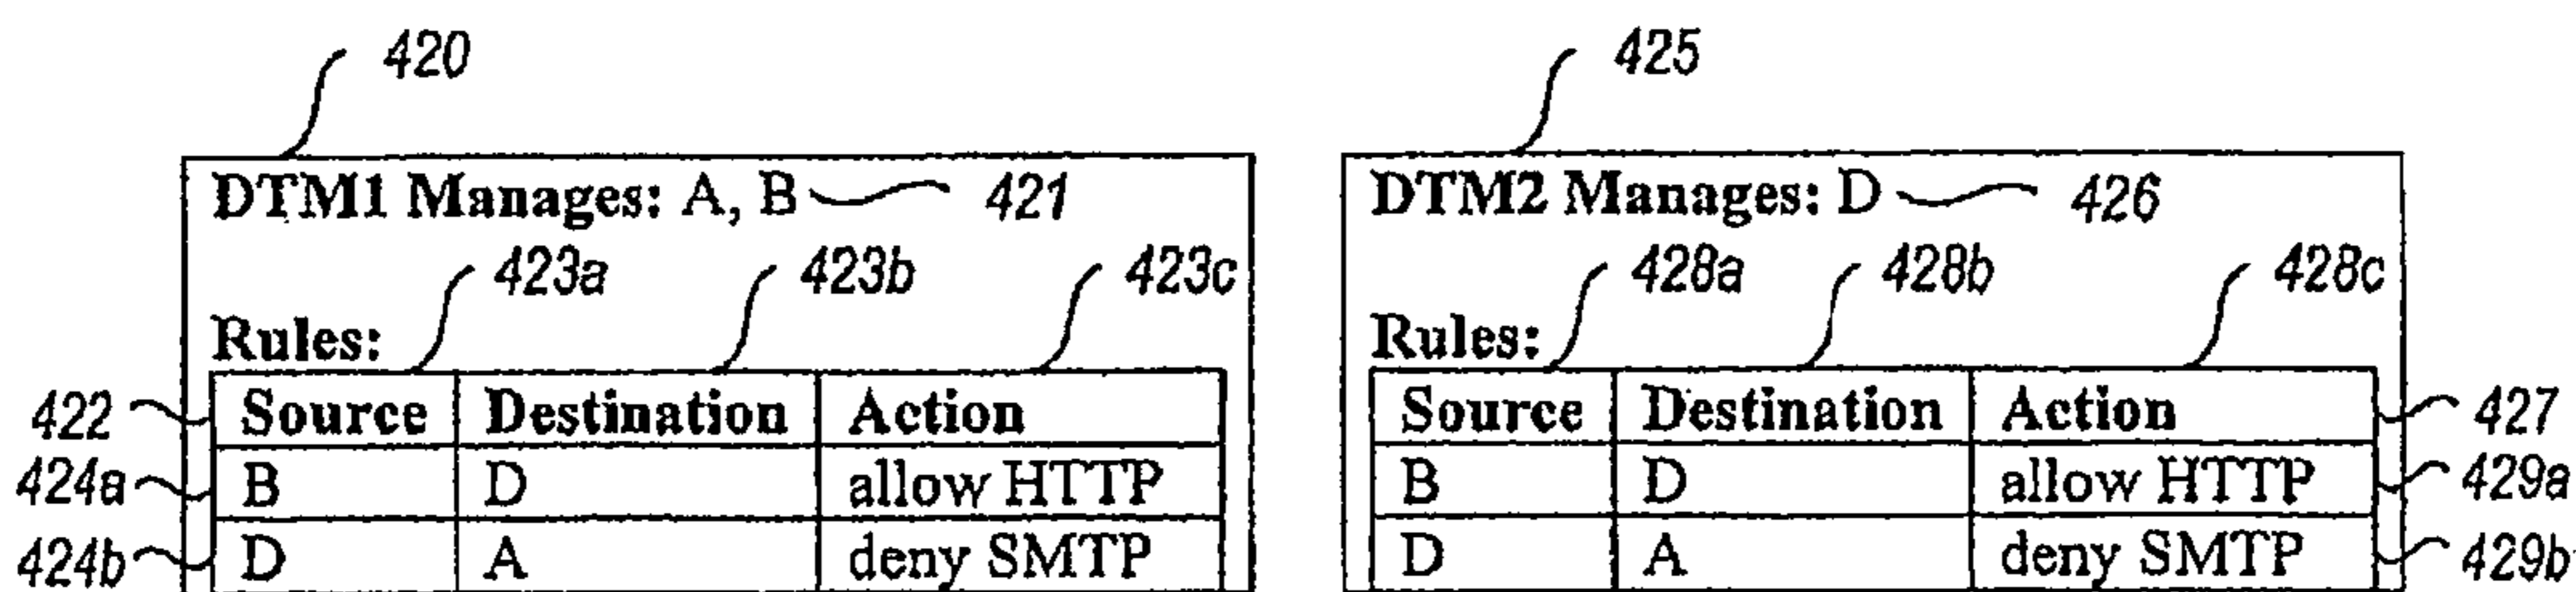 420 425
DTM1 Manages: A, B 421 DTM2 Manages: D 426
423a 423b 423c 428a 428b 428c
Rules: Rules:
422 Source Destination Action Source Destination Action 427
424a B D allow HTTP B D allow HTTP 429a
424b D A deny SMTP D A deny SMTP 429b